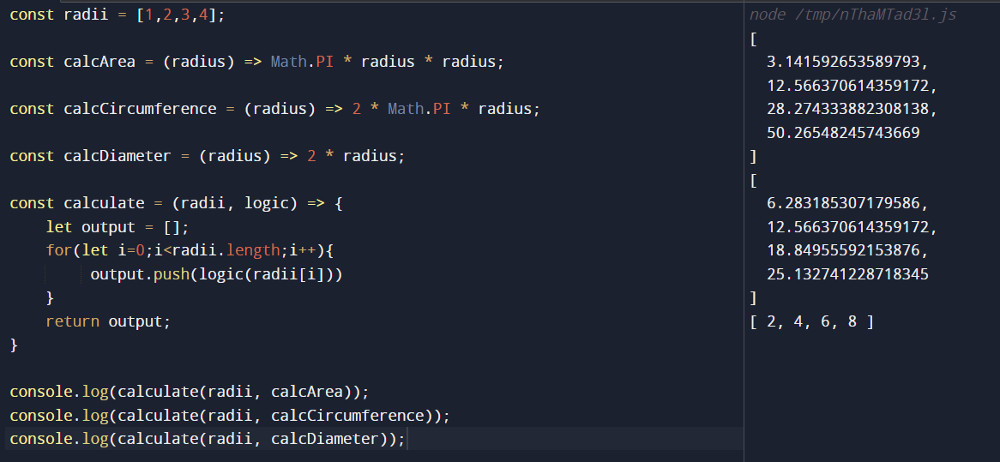 const radii = [1,2,3,4];
const calcArea = (radius) => Math.PI * radius * radius;
const calcCircumference = (radius) => 2 * Math.PI * radius;
const calcDiameter = (radius) => 2 * radius;
const calculate = (radii, logic) => {
    let output = [];
    for(let i=0;i<radii.length;i++){
         output.push(logic(radii[i]))
    }
    return output;
}
console.log(calculate(radii, calcArea));
console.log(calculate(radii, calcCircumference));
console.log(calculate(radii, calcDiameter));
node /tmp/nThaMTad3l.js
[
  3.141592653589793,
  12.566370614359172,
  28.274333882308138,
  50.26548245743669
]
[
  6.283185307179586,
  12.566370614359172,
  18.84955592153876,
  25.132741228718345
]
[ 2, 4, 6, 8 ]